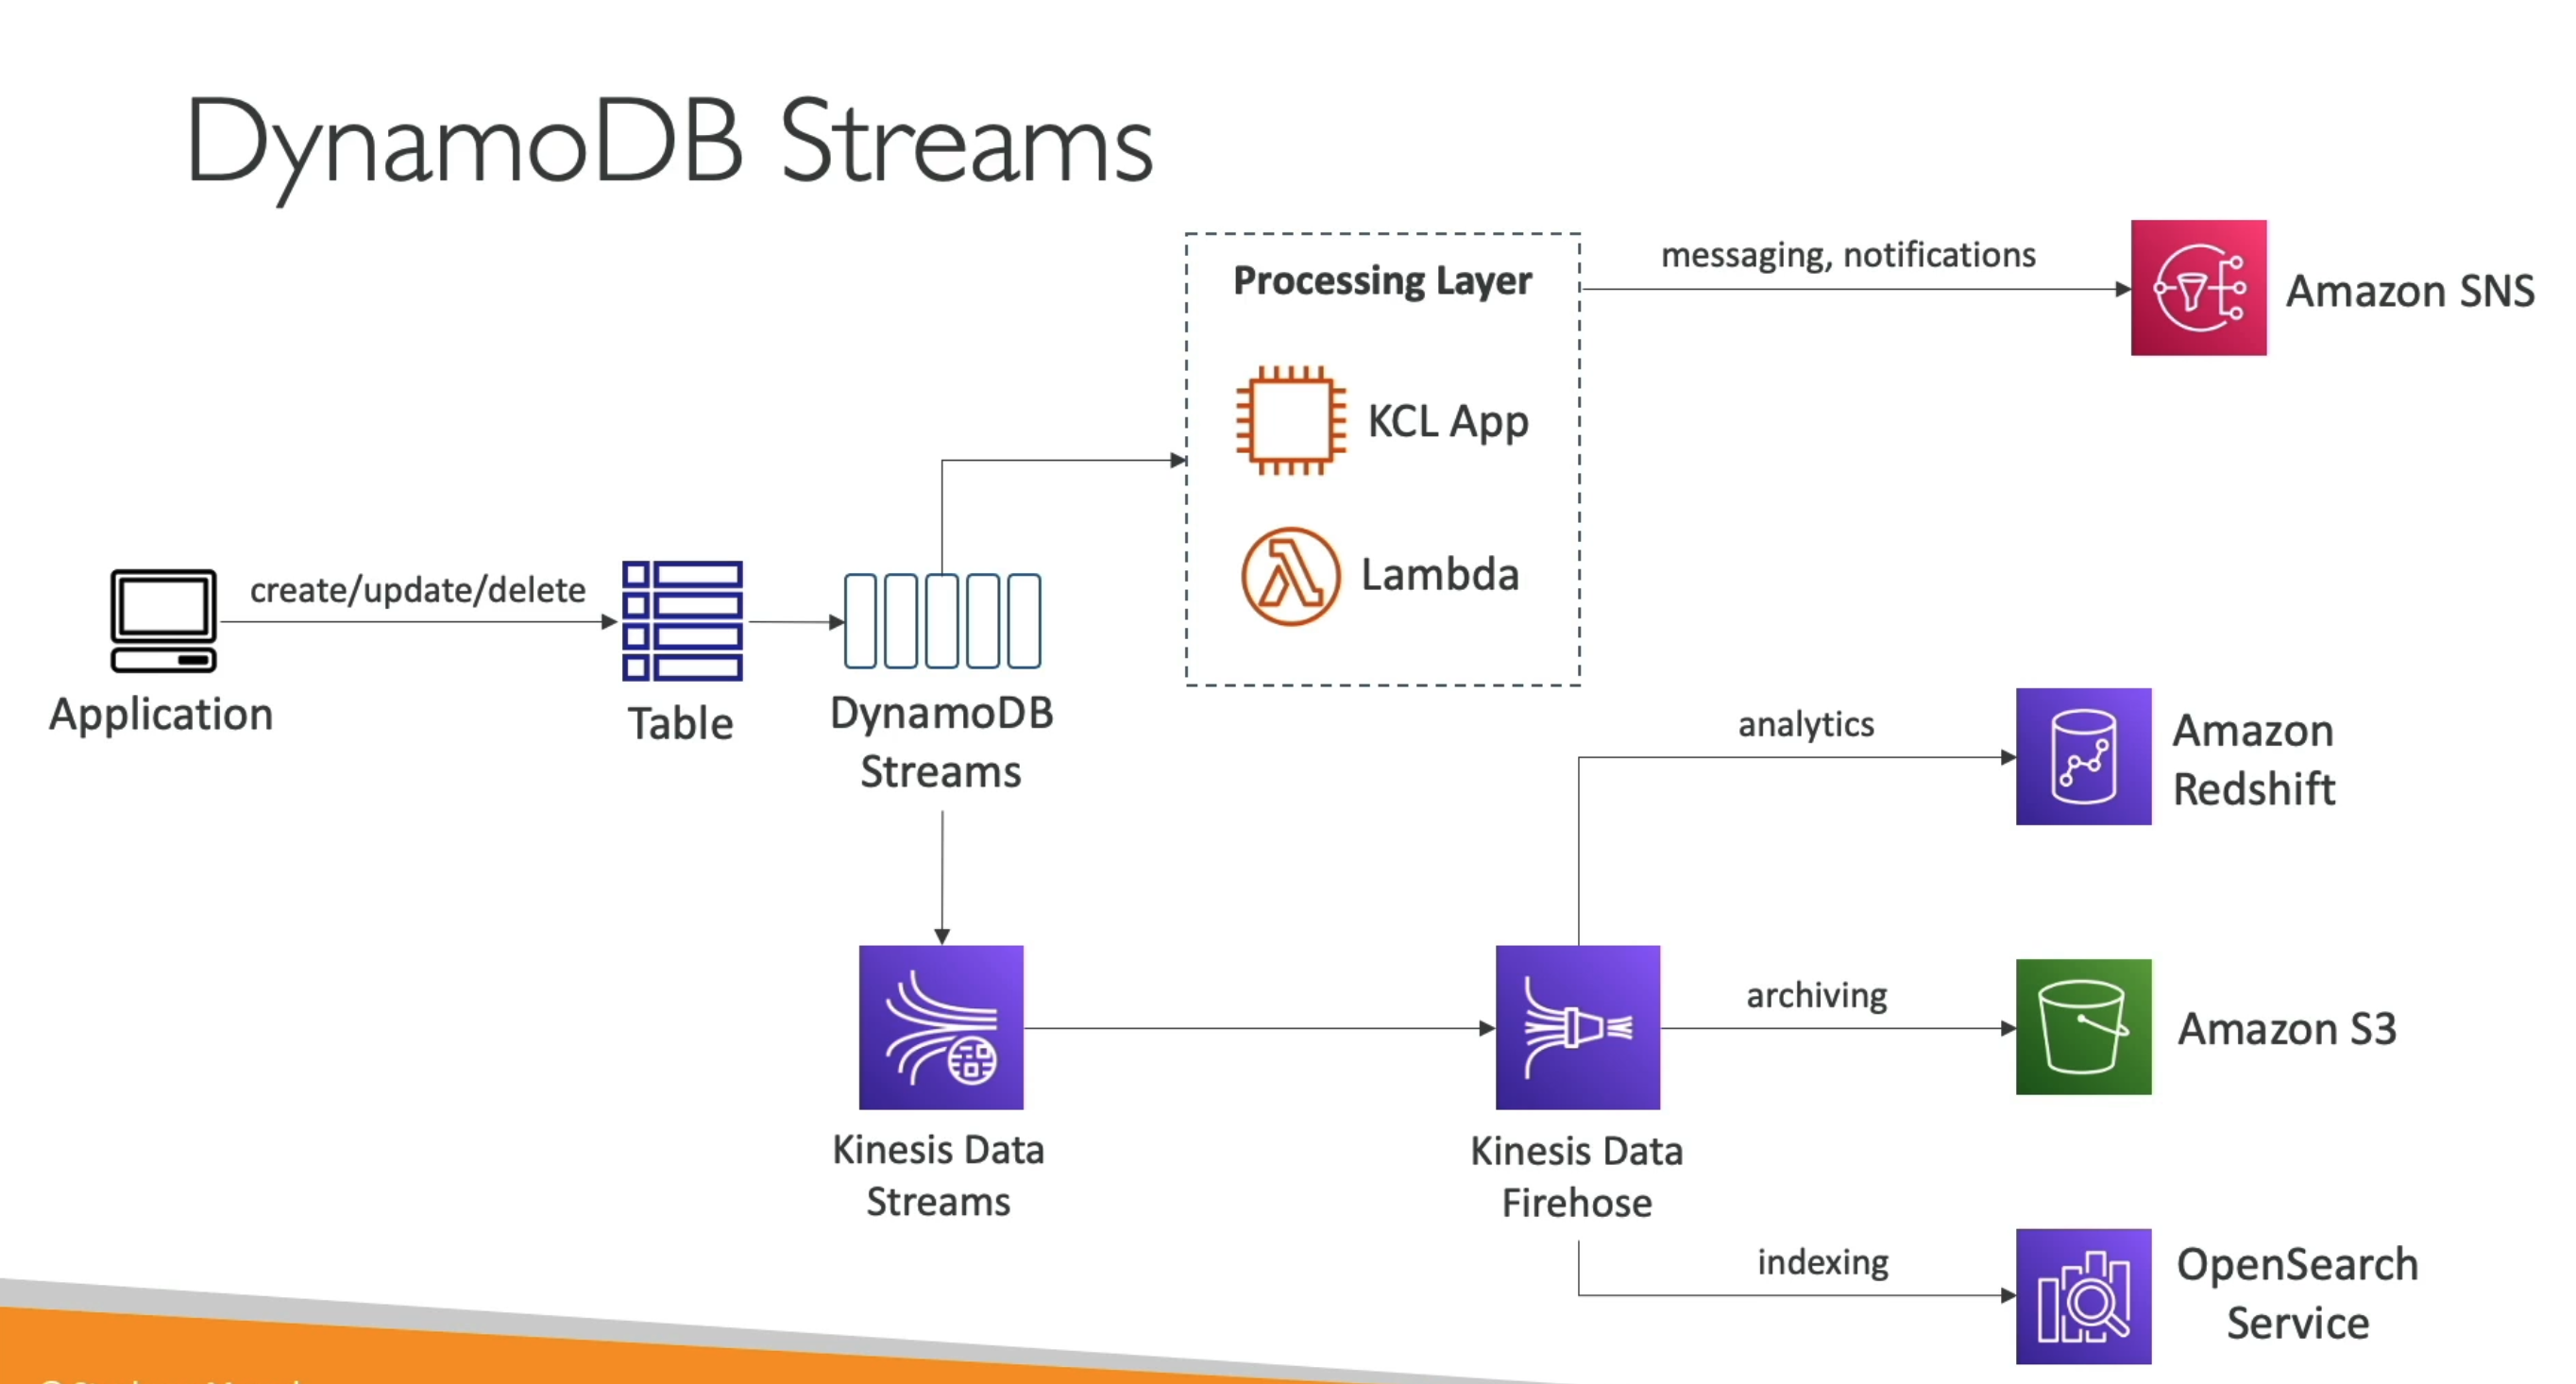 DynamoDB Streams
Processing Layer
KCL App
Lambda
messaging, notifications
Amazon SNS
create/update/delete
Application
Table
DynamoDB
Streams
analytics
Amazon
Redshift
Kinesis Data
Streams
Kinesis Data
Firehose
archiving
Amazon S3
indexing
OpenSearch
Service